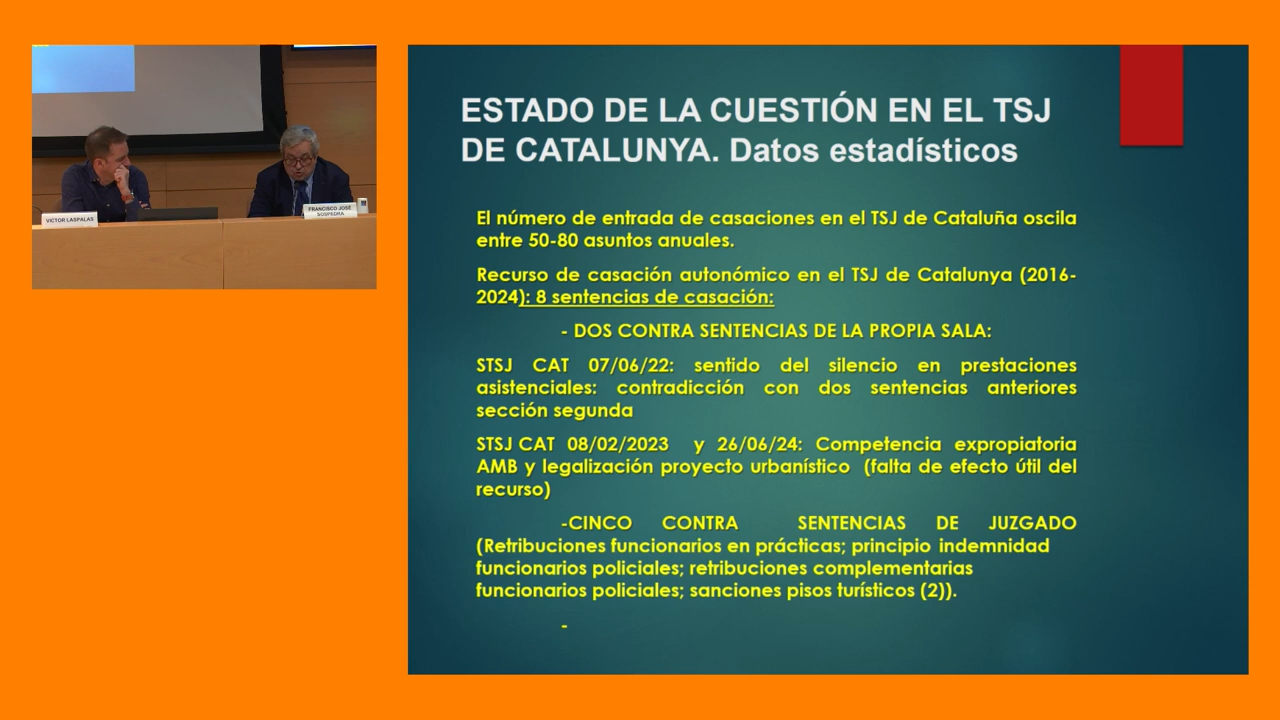 VICTOR LASPALAS
FRANCISCO JOSÉ
SOSPEDRA
ESTADO DE LA CUESTIÓN EN EL TSJ
DE CATALUNYA. Datos estadísticos
El número de entrada de casaciones en el TSJ de Cataluña oscila
entre 50-80 asuntos anuales.
Recurso de casación autonómico en el TSJ de Catalunya (2016-
2024): 8 sentencias de casación:
- DOS CONTRA SENTENCIAS DE LA PROPIA SALA:
STSJ CAT 07/06/22: sentido del silencio en prestaciones
asistenciales: contradicción con dos sentencias anteriores
sección segunda
STSJ CAT 08/02/2023 y 26/06/24: Competencia expropiatoria
AMB y legalización proyecto urbanístico (falta de efecto útil del
recurso)
-CINCO CONTRA SENTENCIAS DE JUZGADO
(Retribuciones funcionarios en prácticas; principio indemnidad
funcionarios policiales; retribuciones complementarias
funcionarios policiales; sanciones pisos turísticos (2)).
-